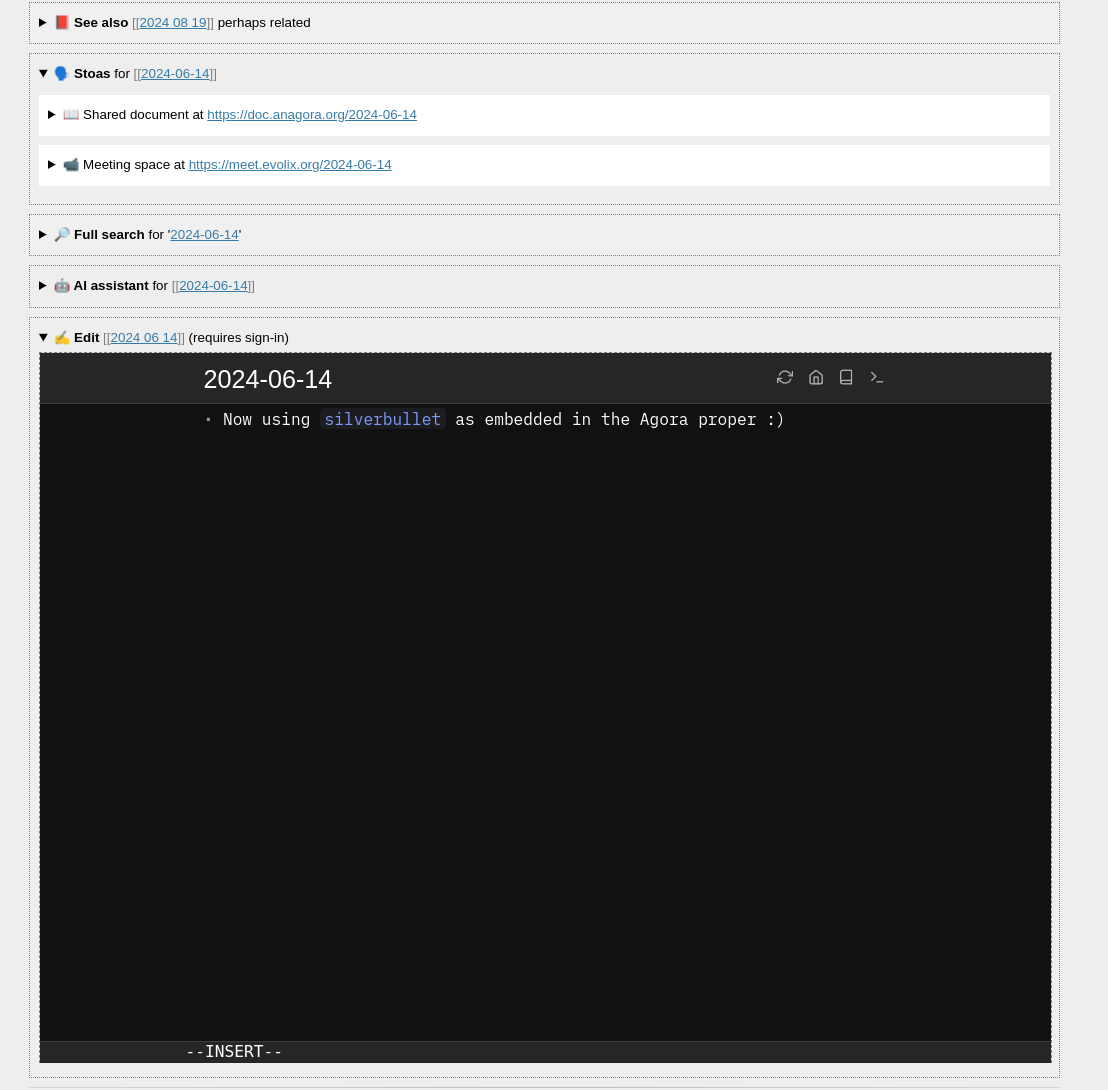 ▶ 📕 See also [[2024 08 19]] perhaps related
▼ 🗣 Stoas for [[2024-06-14]]
▶ 📖 Shared document at https://doc.anagora.org/2024-06-14
▶ 📹 Meeting space at https://meet.evolix.org/2024-06-14
▶ 🔎 Full search for '2024-06-14'
▶ 🤖 AI assistant for [[2024-06-14]]
▼ ✍ Edit [[2024 06 14]] (requires sign-in)
2024-06-14
• Now using silverbullet as embedded in the Agora proper :)
--INSERT--